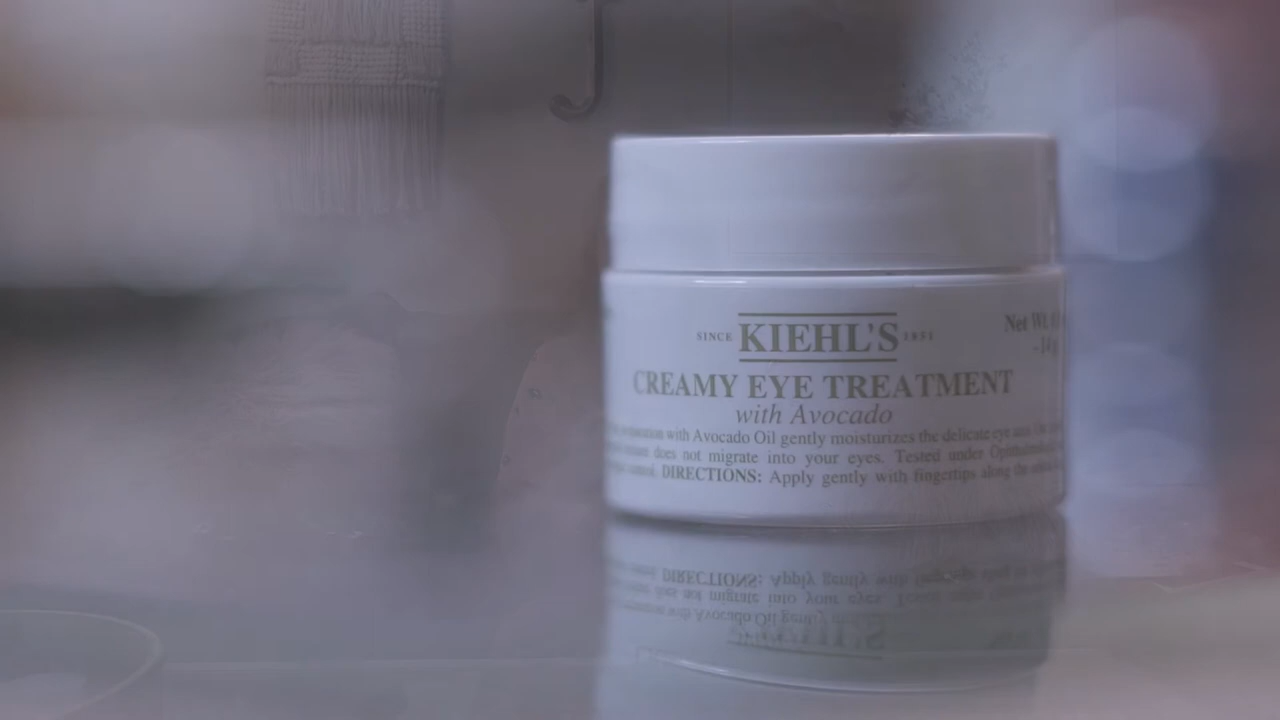 SINCE KIEHL'S 1851
Net Wt.
CREAMY EYE TREATMENT
with Avocado
with Avocado Oil gently moisturizes the delicate eye area
does not migrate into your eyes. Tested under
DIRECTIONS: Apply gently with fingertips along the